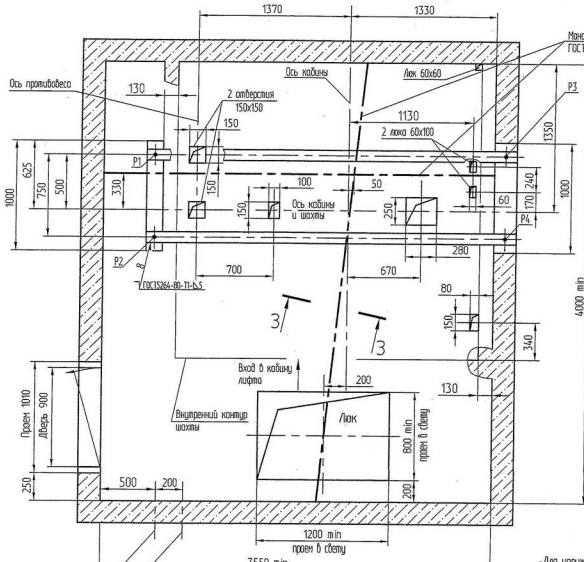 1370
1330
Ось противовеса
130
2 отверстия
150х150
150
Ось кабины
Люк 60х60
1130
2 люка 60х100
ГОСТ
P3
1350
P1
625
750
500
1000
330
150
100
50
Ось кабины
и шахты
150
250
240
60
170
1000
1000
P4
P2
8
ГОСТ5264-80-Т1-△5
700
670
280
80
150
340
4000 min
3
3
Вход в кабину
лифта
200
130
Внутренний контур
шахты
Люк
800 min
проем в свету
Проем 1010
Дверь 900
250
500
200
200
1200 min
проем в свету
3550 min